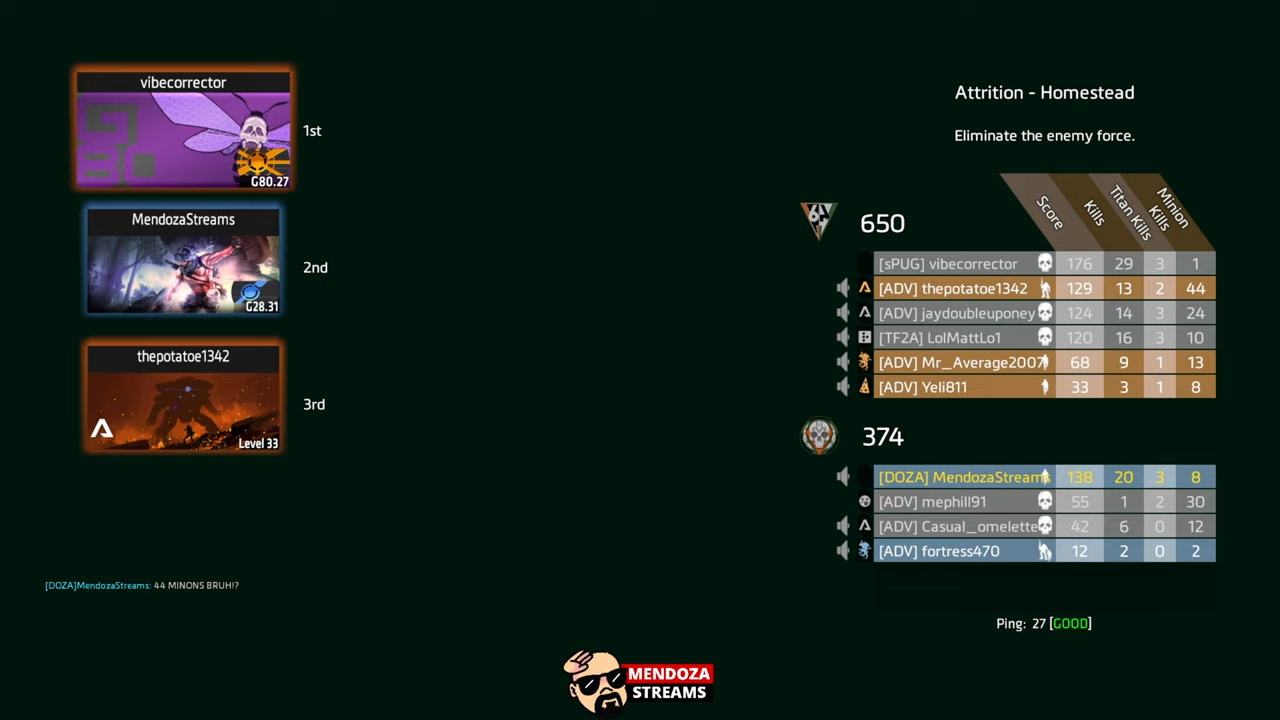 vibecorrector
G80.27
1st
MendozaStreams
G28.31
2nd
thepotatoe1342
Level 33
3rd
[DOZA]MendozaStreams: 44 MINONS BRUH!?
Attrition - Homestead
Eliminate the enemy force.
Score Kills Titan Kills Minion Kills
650
[sPUG] vibecorrector 176 29 3 1
[ADV] thepotatoe1342 129 13 2 44
[ADV] jaydoubleuponey 124 14 3 24
[TF2A] LolMattLo1 120 16 3 10
[ADV] Mr_Average2007 68 9 1 13
[ADV] Yeli811 33 3 1 8
374
[DOZA] MendozaStreams 138 20 3 8
[ADV] mephill91 55 1 2 30
[ADV] Casual_omelette 42 6 0 12
[ADV] fortress470 12 2 0 2
Ping: 27 [GOOD]
MENDOZA
STREAMS